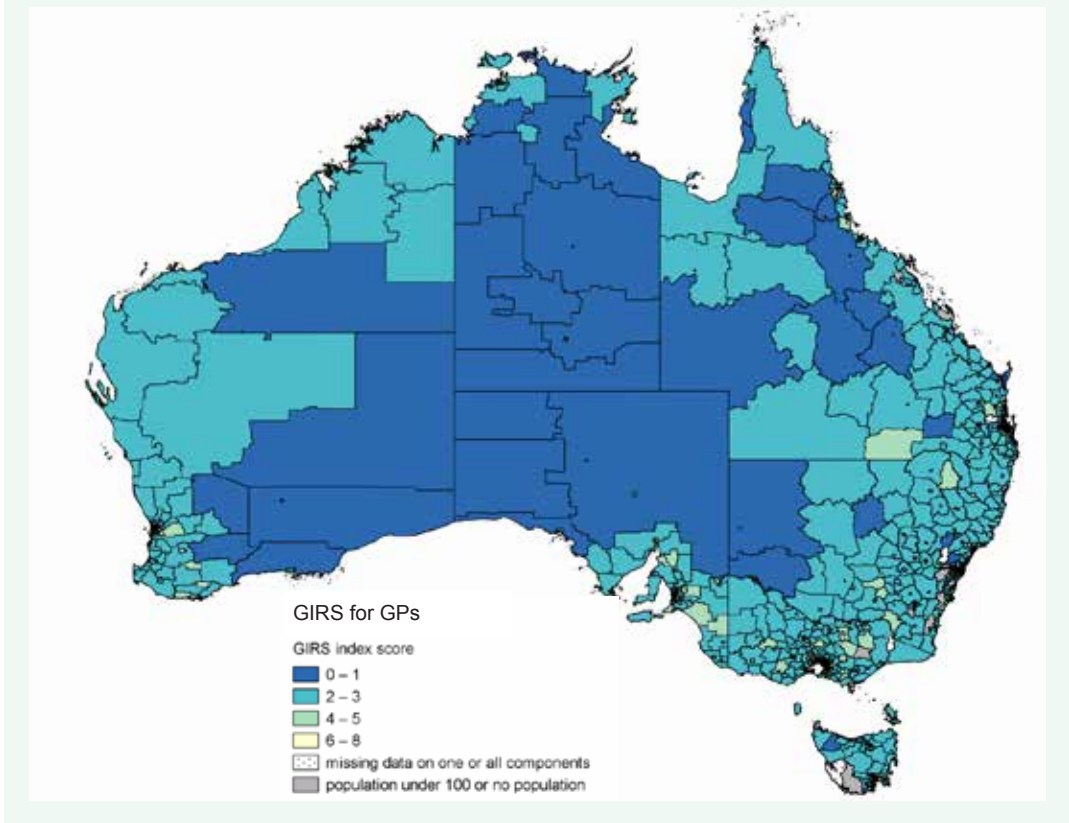 GIRS for GPs
GIRS index score
0 – 1
2 – 3
4 – 5
6 – 8
missing data on one or all components
population under 100 or no population